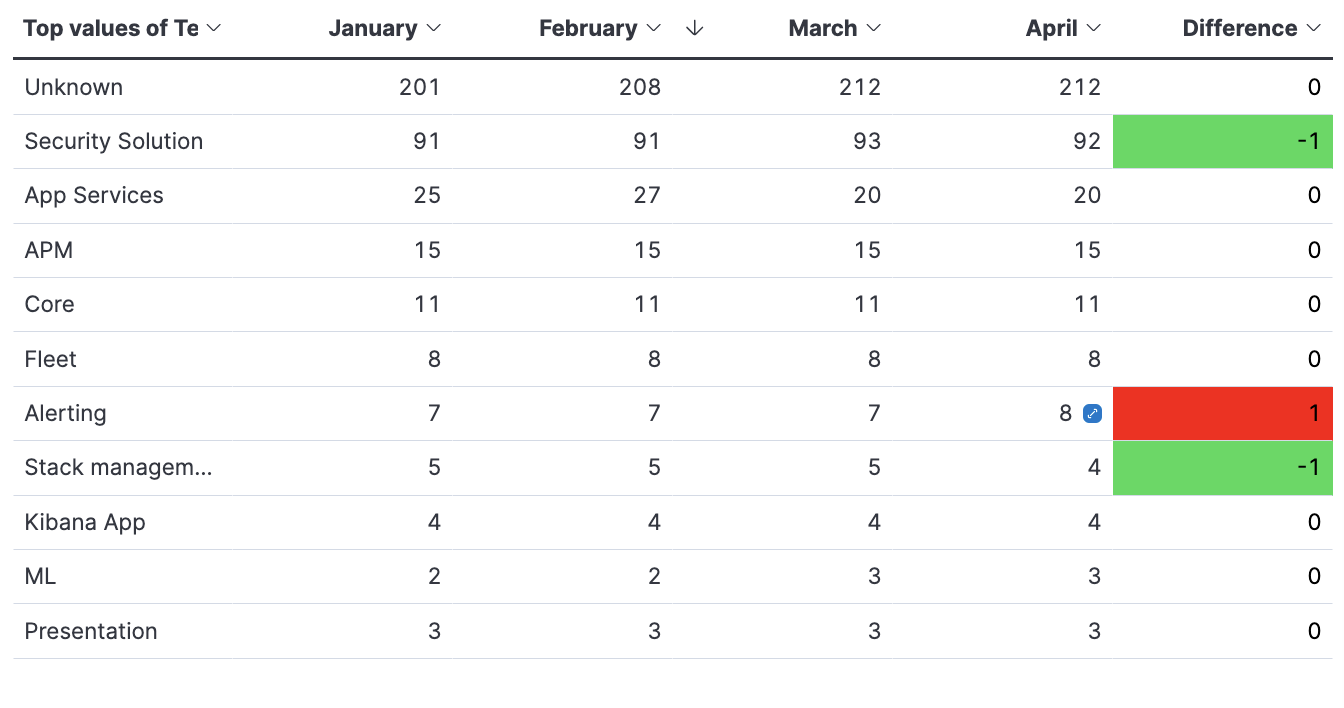 Top values of Te January February March April Difference
Unknown 201 208 212 212 0
Security Solution 91 91 93 92 -1
App Services 25 27 20 20 0
APM 15 15 15 15 0
Core 11 11 11 11 0
Fleet 8 8 8 8 0
Alerting 7 7 7 8 1
Stack managem... 5 5 5 4 -1
Kibana App 4 4 4 4 0
ML 2 2 3 3 0
Presentation 3 3 3 3 0